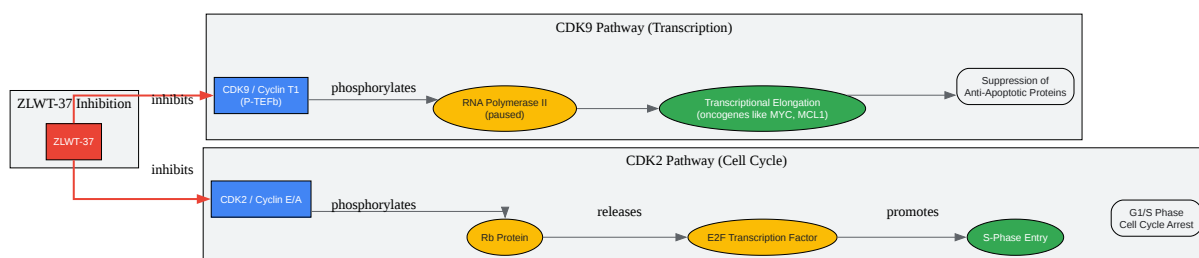 CDK9 Pathway (Transcription)
ZLWT-37 Inhibition
ZLWT-37
inhibits
CDK9 / Cyclin T1
(P-TEFb)
phosphorylates
RNA Polymerase II
(paused)
Transcriptional Elongation
(oncogenes like MYC, MCL1)
Suppression of
Anti-Apoptotic Proteins
CDK2 Pathway (Cell Cycle)
inhibits
CDK2 / Cyclin E/A
phosphorylates
Rb Protein
releases
E2F Transcription Factor
promotes
S-Phase Entry
G1/S Phase
Cell Cycle Arrest